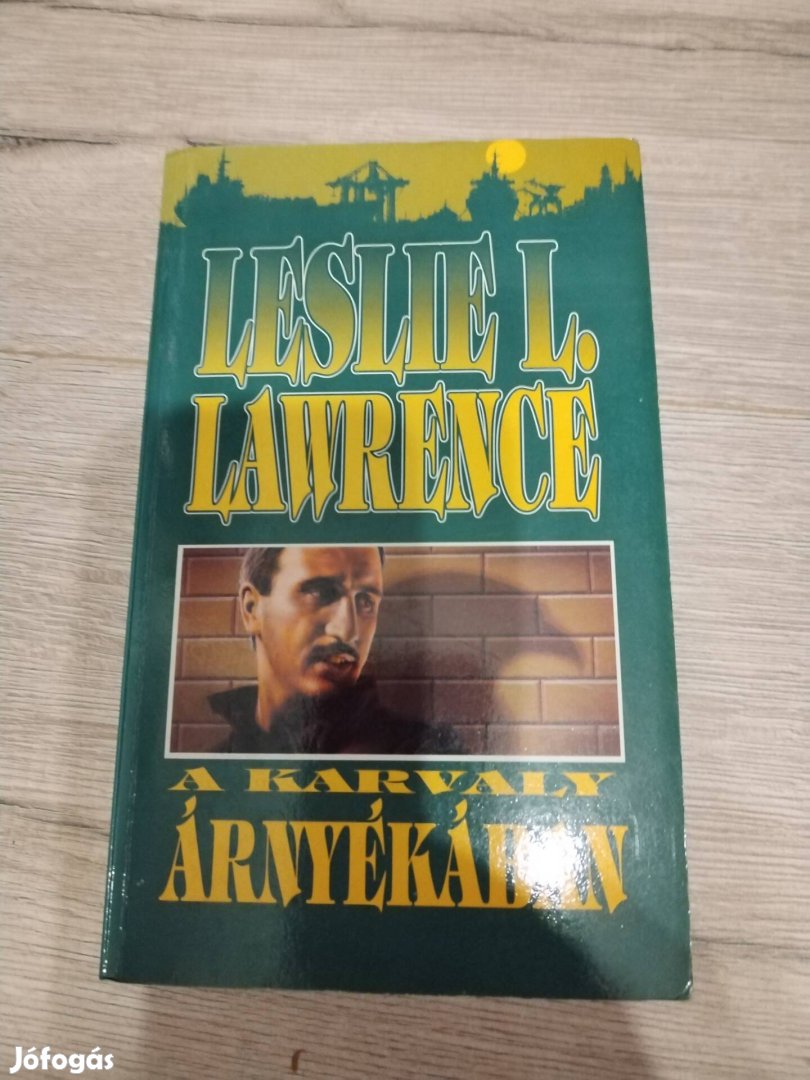 LESLIE L.
LAWRENCE
A KARVALY
ÁRNYÉKÁBAN
Jófogás